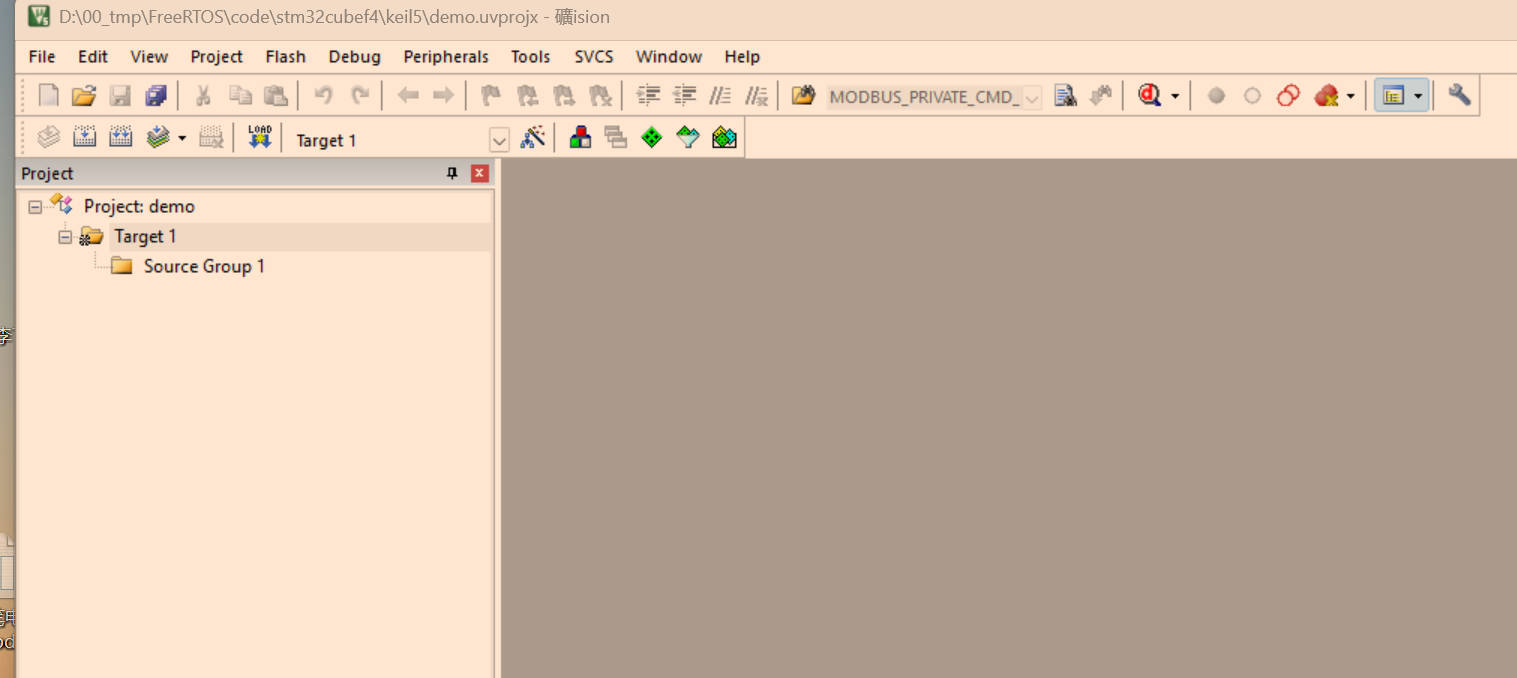 D:\00_tmp\FreeRTOS\code\stm32cubef4\keil5\demo.uvprojx - 礦ision
File Edit View Project Flash Debug Peripherals Tools SVCS Window Help
MODBUS_PRIVATE_CMD_
LOAD Target 1
Project
Project: demo
Target 1
Source Group 1
李